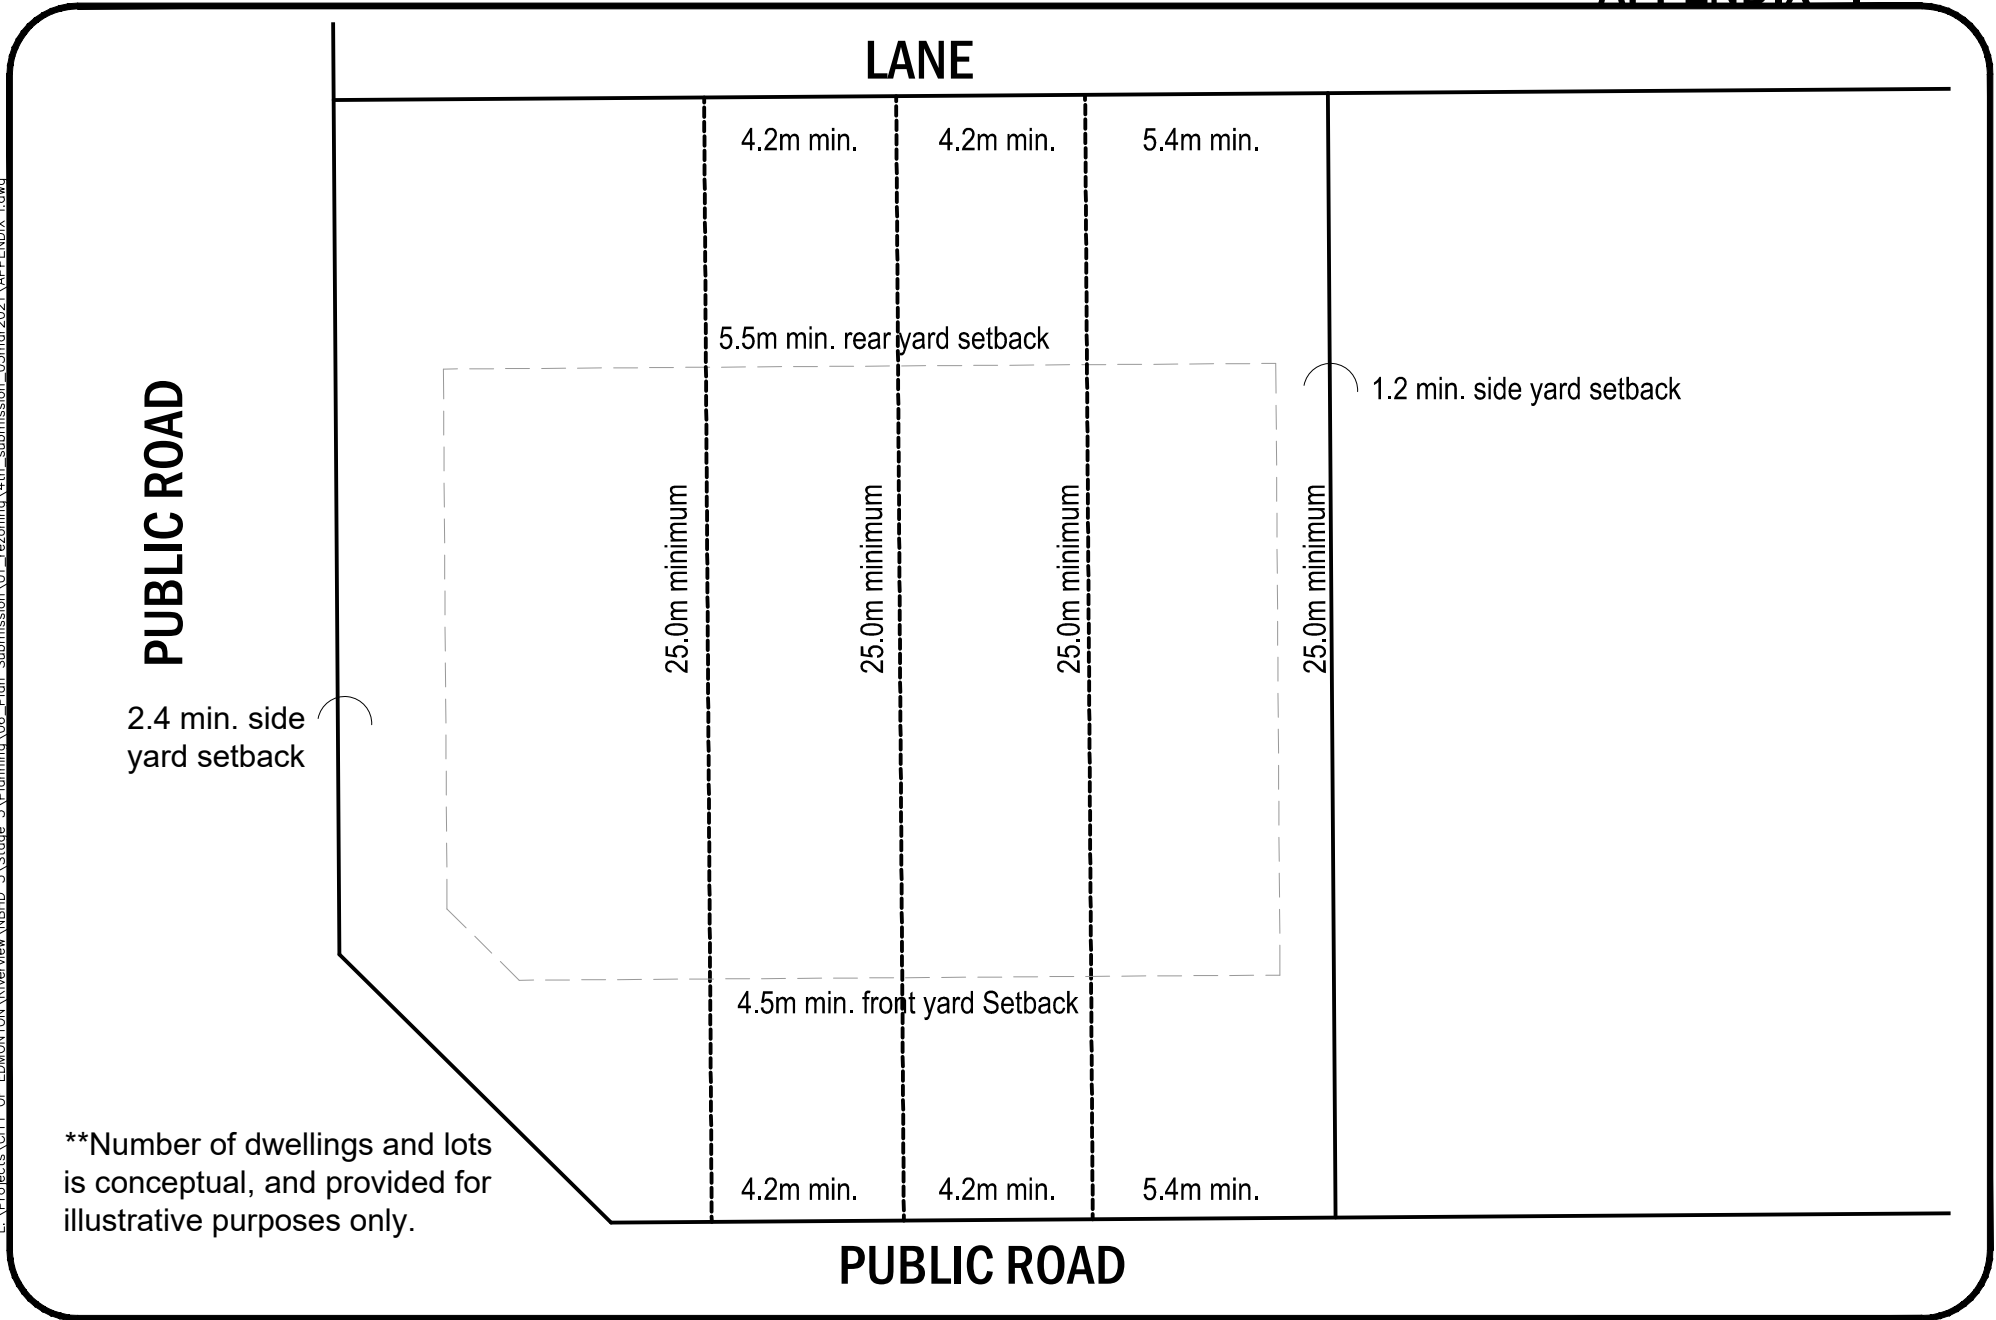 LANE
4.2m min.
4.2m min.
5.4m min.
5.5m min. rear yard setback
1.2 min. side yard setback
PUBLIC ROAD
25.0m minimum
25.0m minimum
25.0m minimum
25.0m minimum
2.4 min. side
yard setback
4.5m min. front yard Setback
**Number of dwellings and lots
is conceptual, and provided for
illustrative purposes only.
4.2m min.
4.2m min.
5.4m min.
PUBLIC ROAD